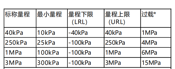 标称量程 最小量程 量程下限（LRL） 量程上限（URL） 过载*
40kPa 10kPa -40kPa 40kPa 1MPa
250kPa 25kPa -100kPa 250kPa 4MPa
1MPa 100kPa -100kPa 1MPa 6MPa
3MPa 300kPa -100kPa 3MPa 15MPa